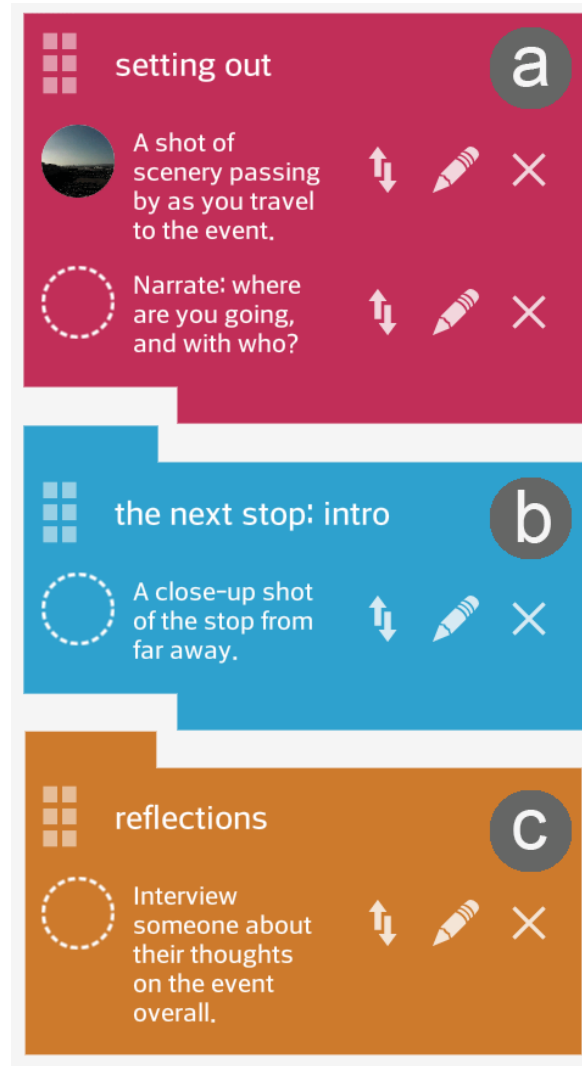 setting out
a
A shot of
scenery passing
by as you travel
to the event.
Narrate: where
are you going,
and with who?
the next stop: intro
b
A close-up shot
of the stop from
far away.
reflections
c
Interview
someone about
their thoughts
on the event
overall.